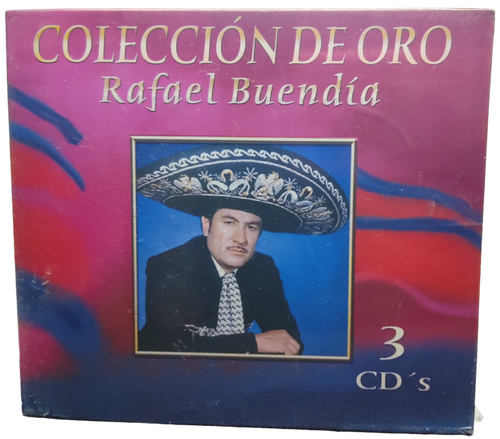 COLECCIÓN DE ORO
Rafael Buendía
3
CD´s